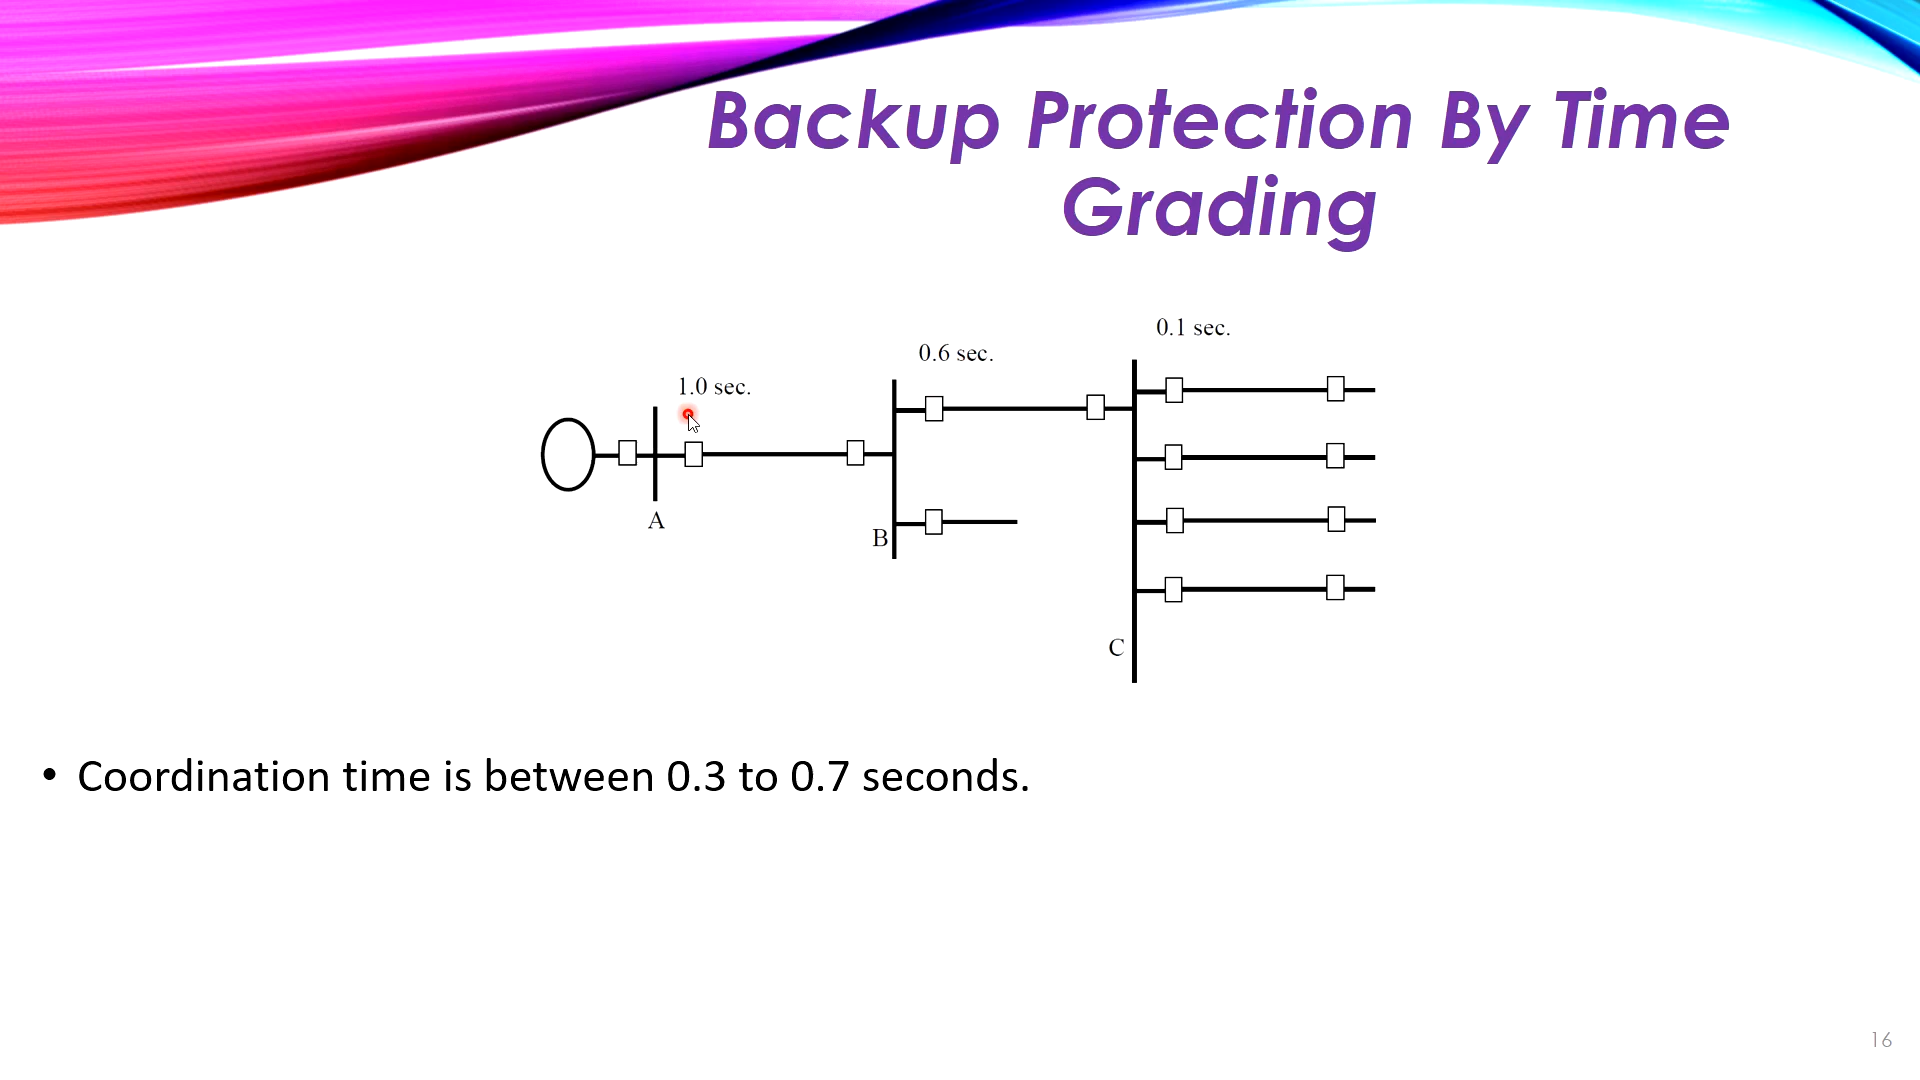 Backup Protection By Time
Grading
0.1 sec.
0.6 sec.
1.0 sec.
A
B
C
• Coordination time is between 0.3 to 0.7 seconds.
16